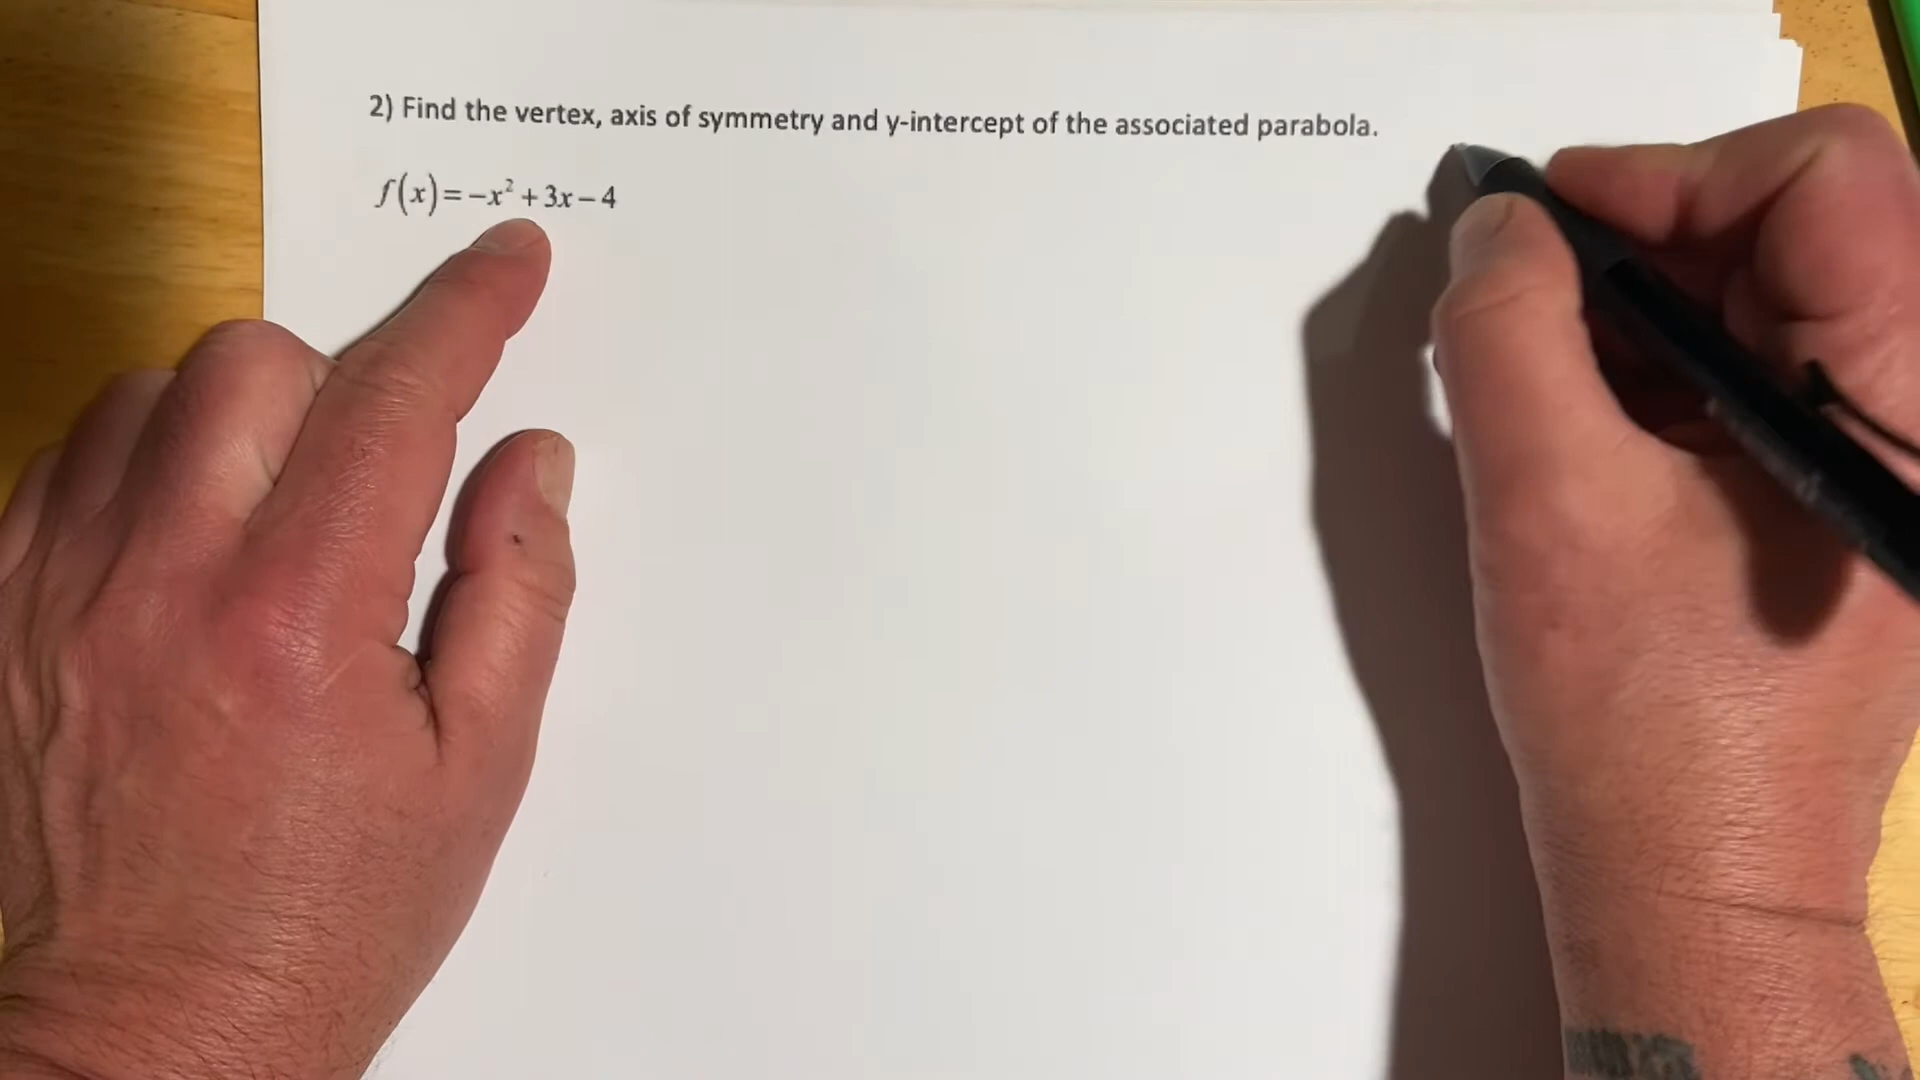 2) Find the vertex, axis of symmetry and y-intercept of the associated parabola.
f(x)=−x²+3x−4